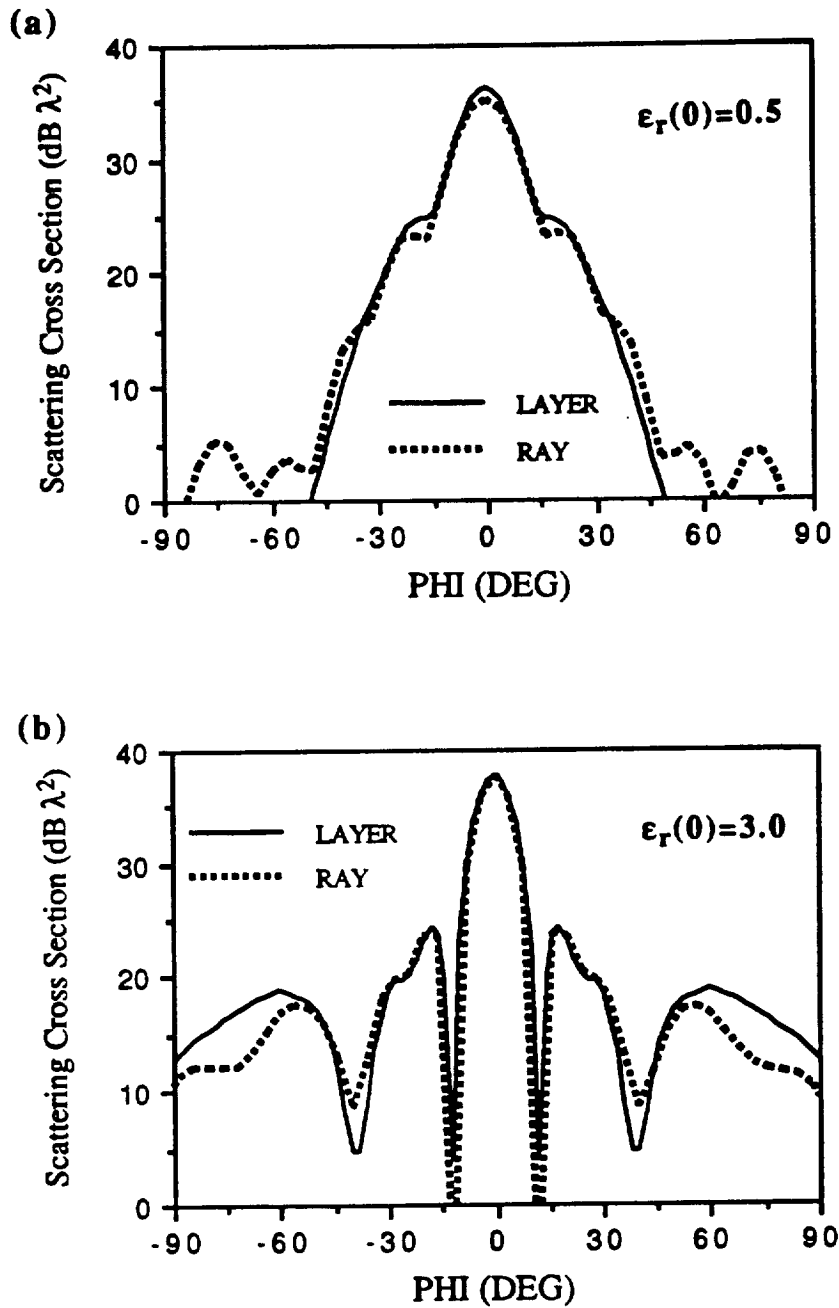 (a)
Scattering Cross Section (dB λ²)
40
30
20
10
0
εr(0)=0.5
LAYER
RAY
-90
-60
-30
0
30
60
90
PHI (DEG)
(b)
Scattering Cross Section (dB λ²)
40
30
20
10
0
LAYER
RAY
εr(0)=3.0
-90
-60
-30
0
30
60
90
PHI (DEG)